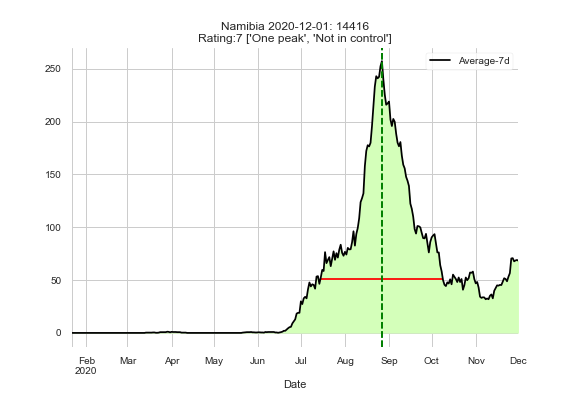 Namibia 2020-12-01: 14416
Rating:7 ['One peak', 'Not in control']
Average-7d
250
200
150
100
50
0
Feb Mar Apr May Jun Jul Aug Sep Oct Nov Dec
2020
Date